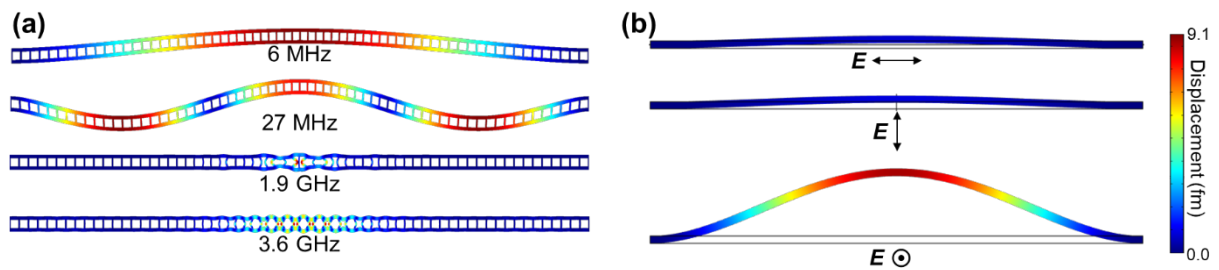 (a)
6 MHz
27 MHz
1.9 GHz
3.6 GHz
(b)
E
E
E
9.1
Displacement (fm)
0.0